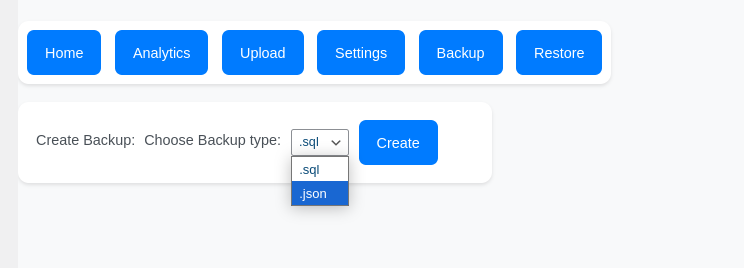 Home Analytics Upload Settings Backup Restore
Create Backup: Choose Backup type: .sql Create
.sql
.json